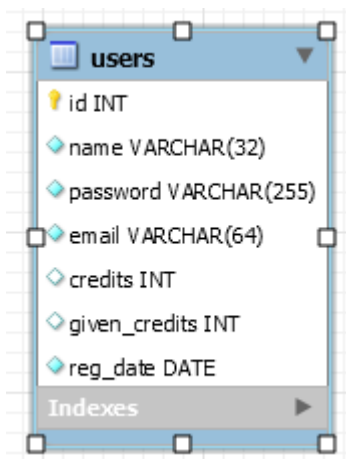 users
id INT
name VARCHAR(32)
password VARCHAR(255)
email VARCHAR(64)
credits INT
given_credits INT
reg_date DATE
Indexes